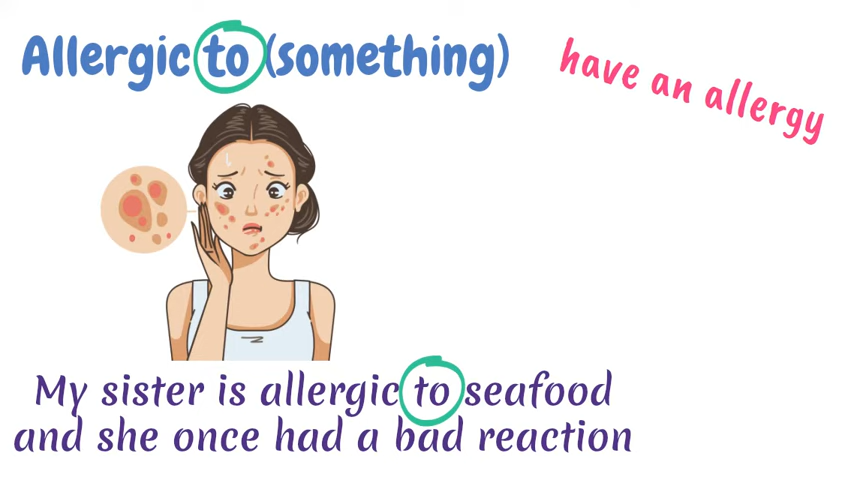 Allergic to (something)
have an allergy
My sister is allergic to seafood
and she once had a bad reaction